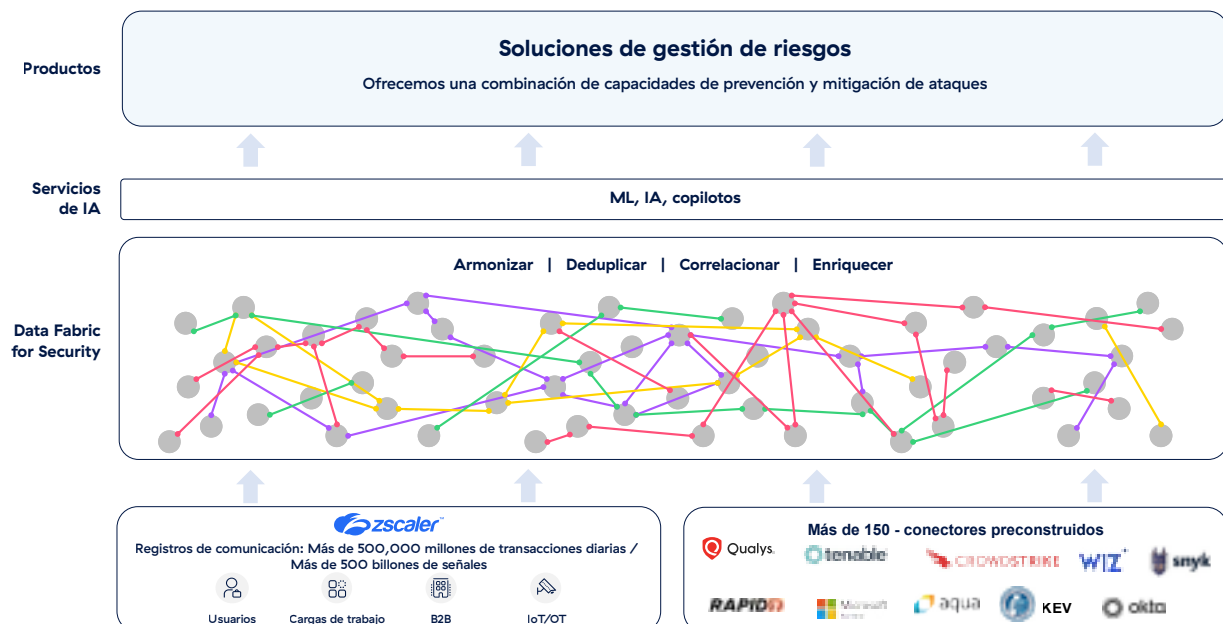 Productos
Soluciones de gestión de riesgos
Ofrecemos una combinación de capacidades de prevención y mitigación de ataques
Servicios
de IA
ML, IA, copilotos
Data Fabric
for Security
Armonizar | Deduplicar | Correlacionar | Enriquecer
zscaler™
Registros de comunicación: Más de 500,000 millones de transacciones diarias /
Más de 500 billones de señales
Usuarios
Cargas de trabajo
B2B
IoT/OT
Más de 150 - conectores preconstruidos
Qualys.
tenable
CROWDSTRIKE
WIZ
snyk
RAPID7
Microsoft
aqua
KEV
okta